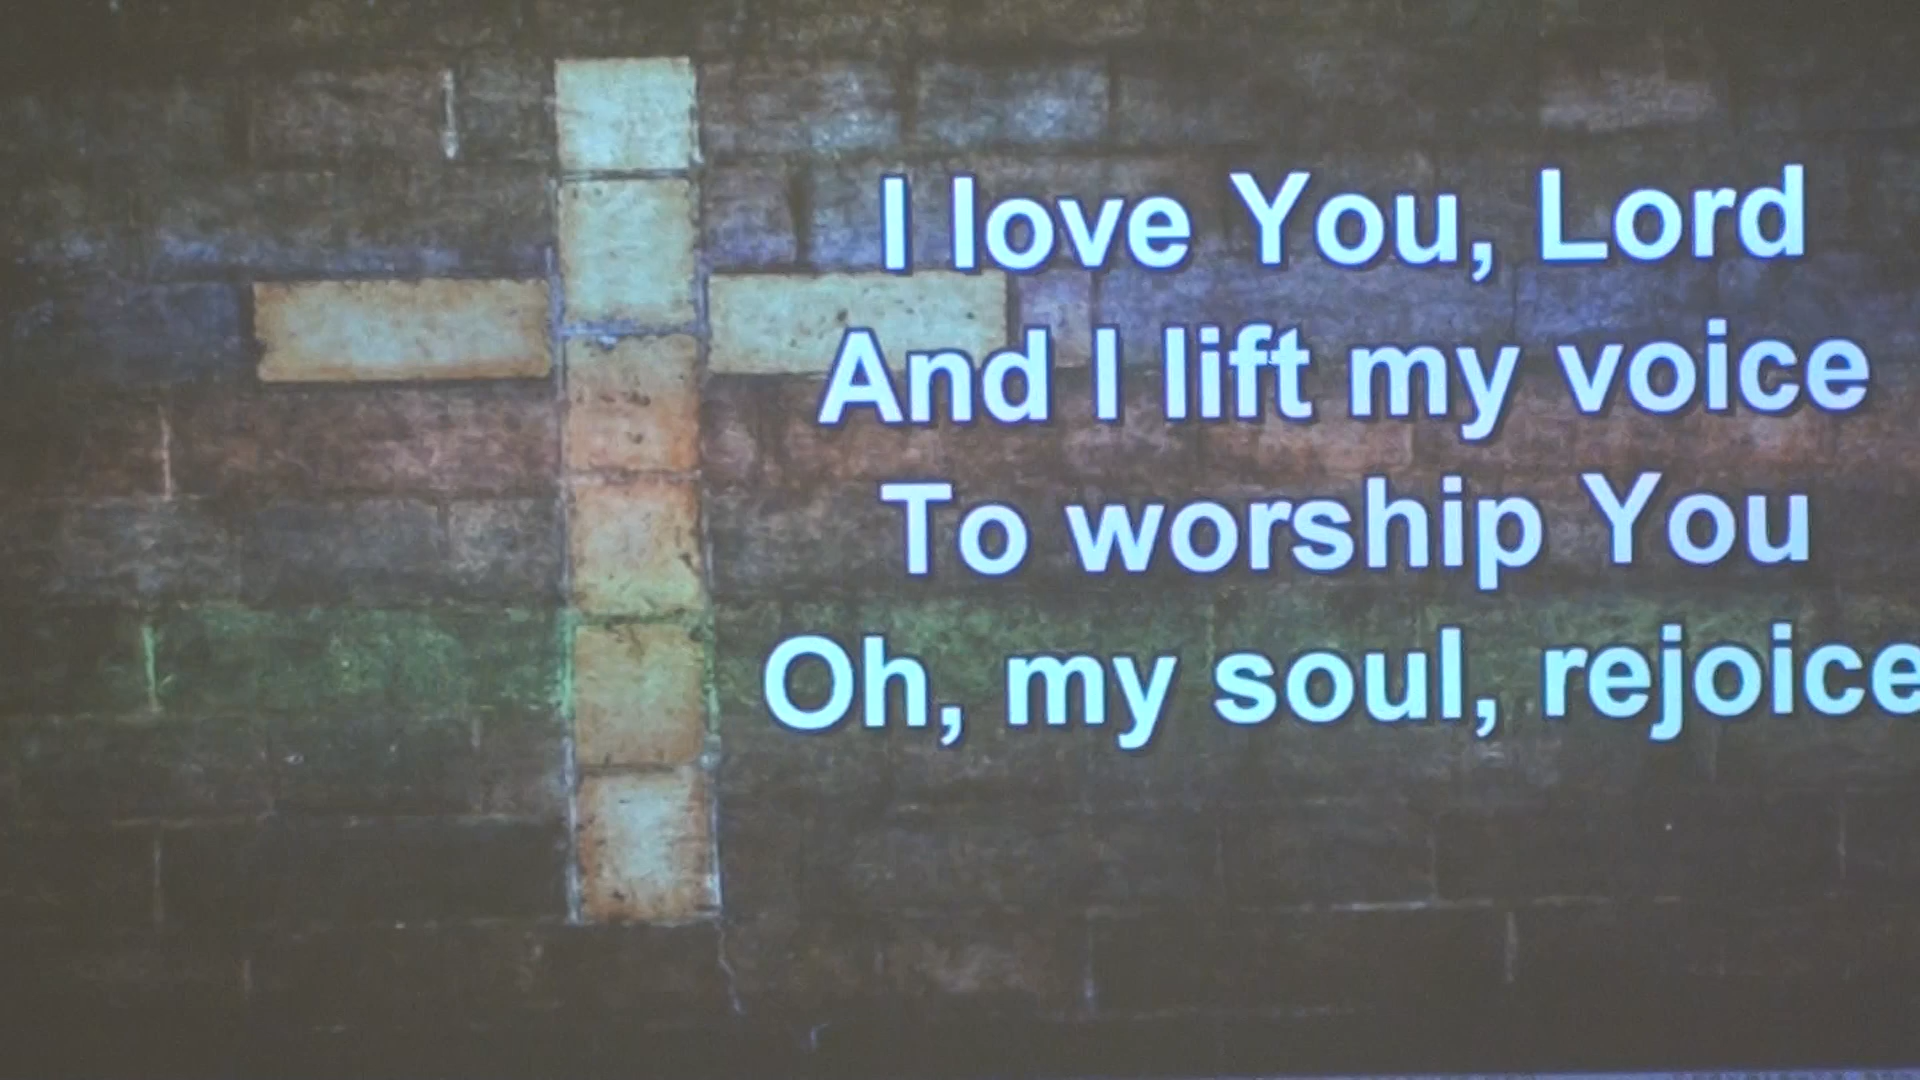 I love You, Lord
And I lift my voice
To worship You
Oh, my soul, rejoice